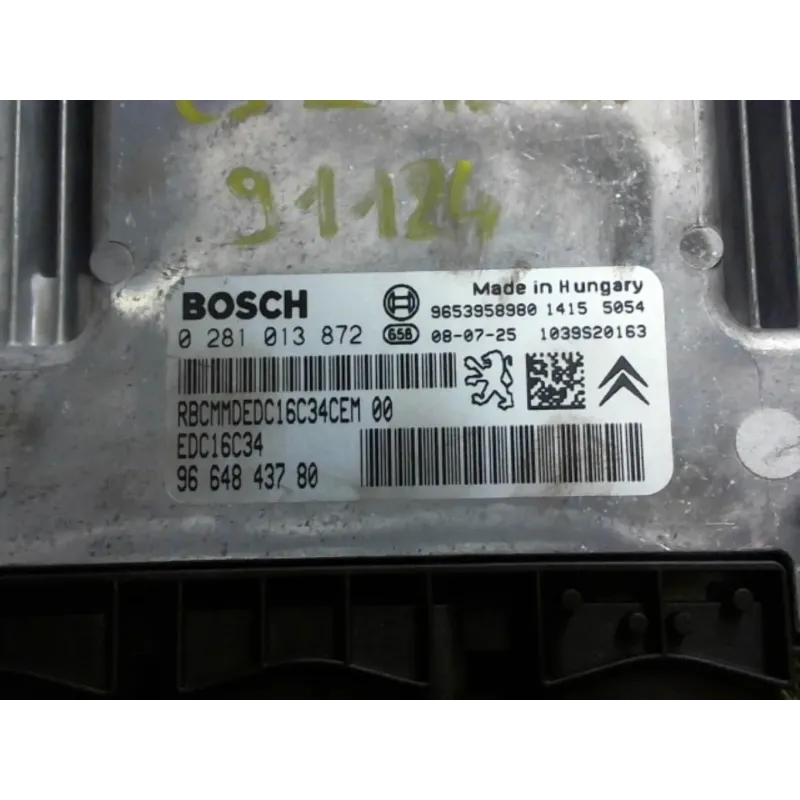 91124
BOSCH
Made in Hungary
9653958980 1415 5054
0 281 013 872 G5B 08-07-25 1039S20163
RBCMMDEDC16C34CEM 00
EDC16C34
96 648 437 80